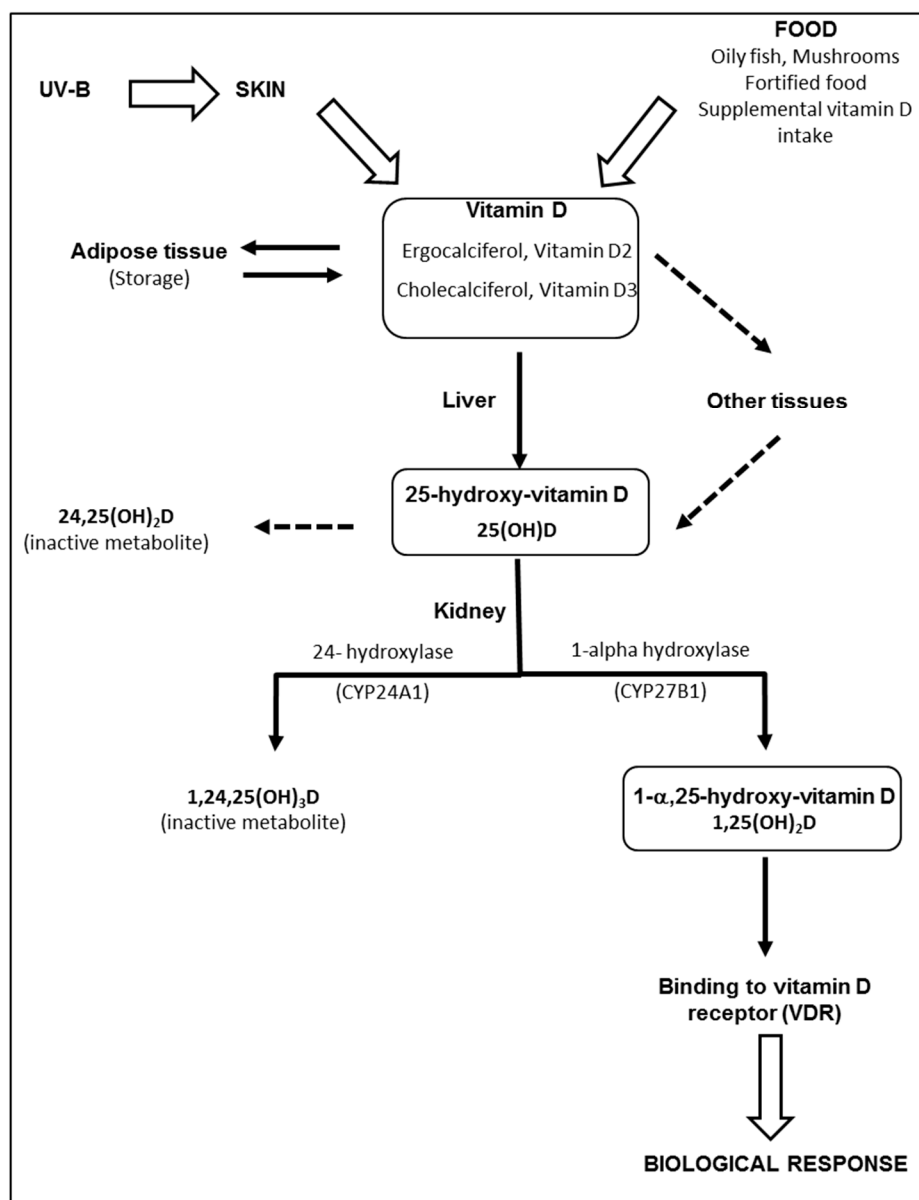 FOOD
Oily fish, Mushrooms
Fortified food
Supplemental vitamin D
intake
UV-B
SKIN
Vitamin D
Ergocalciferol, Vitamin D2
Cholecalciferol, Vitamin D3
Adipose tissue
(Storage)
Liver
Other tissues
25-hydroxy-vitamin D
25(OH)D
24,25(OH)₂D
(inactive metabolite)
Kidney
24- hydroxylase
(CYP24A1)
1-alpha hydroxylase
(CYP27B1)
1,24,25(OH)₃D
(inactive metabolite)
1-α,25-hydroxy-vitamin D
1,25(OH)₂D
Binding to vitamin D
receptor (VDR)
BIOLOGICAL RESPONSE